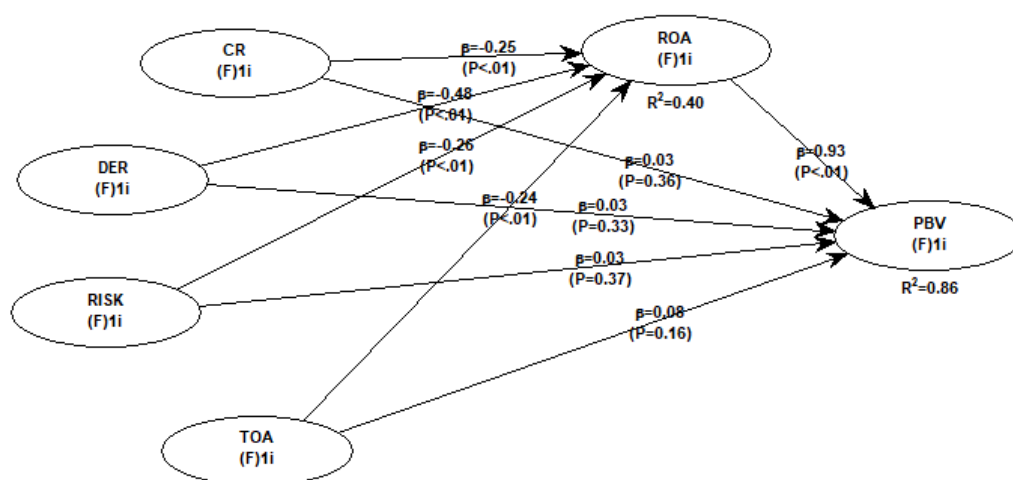 CR
(F)1i
ROA
(F)1i
R²=0.40
β=-0.25
(P<.01)
β=-0.48
(P<.01)
DER
(F)1i
β=-0.26
(P<.01)
β=0.03
(P=0.36)
β=0.93
(P<.01)
β=-0.24
(P<.01)
β=0.03
(P=0.33)
PBV
(F)1i
R²=0.86
β=0.03
(P=0.37)
RISK
(F)1i
β=0.08
(P=0.16)
TOA
(F)1i